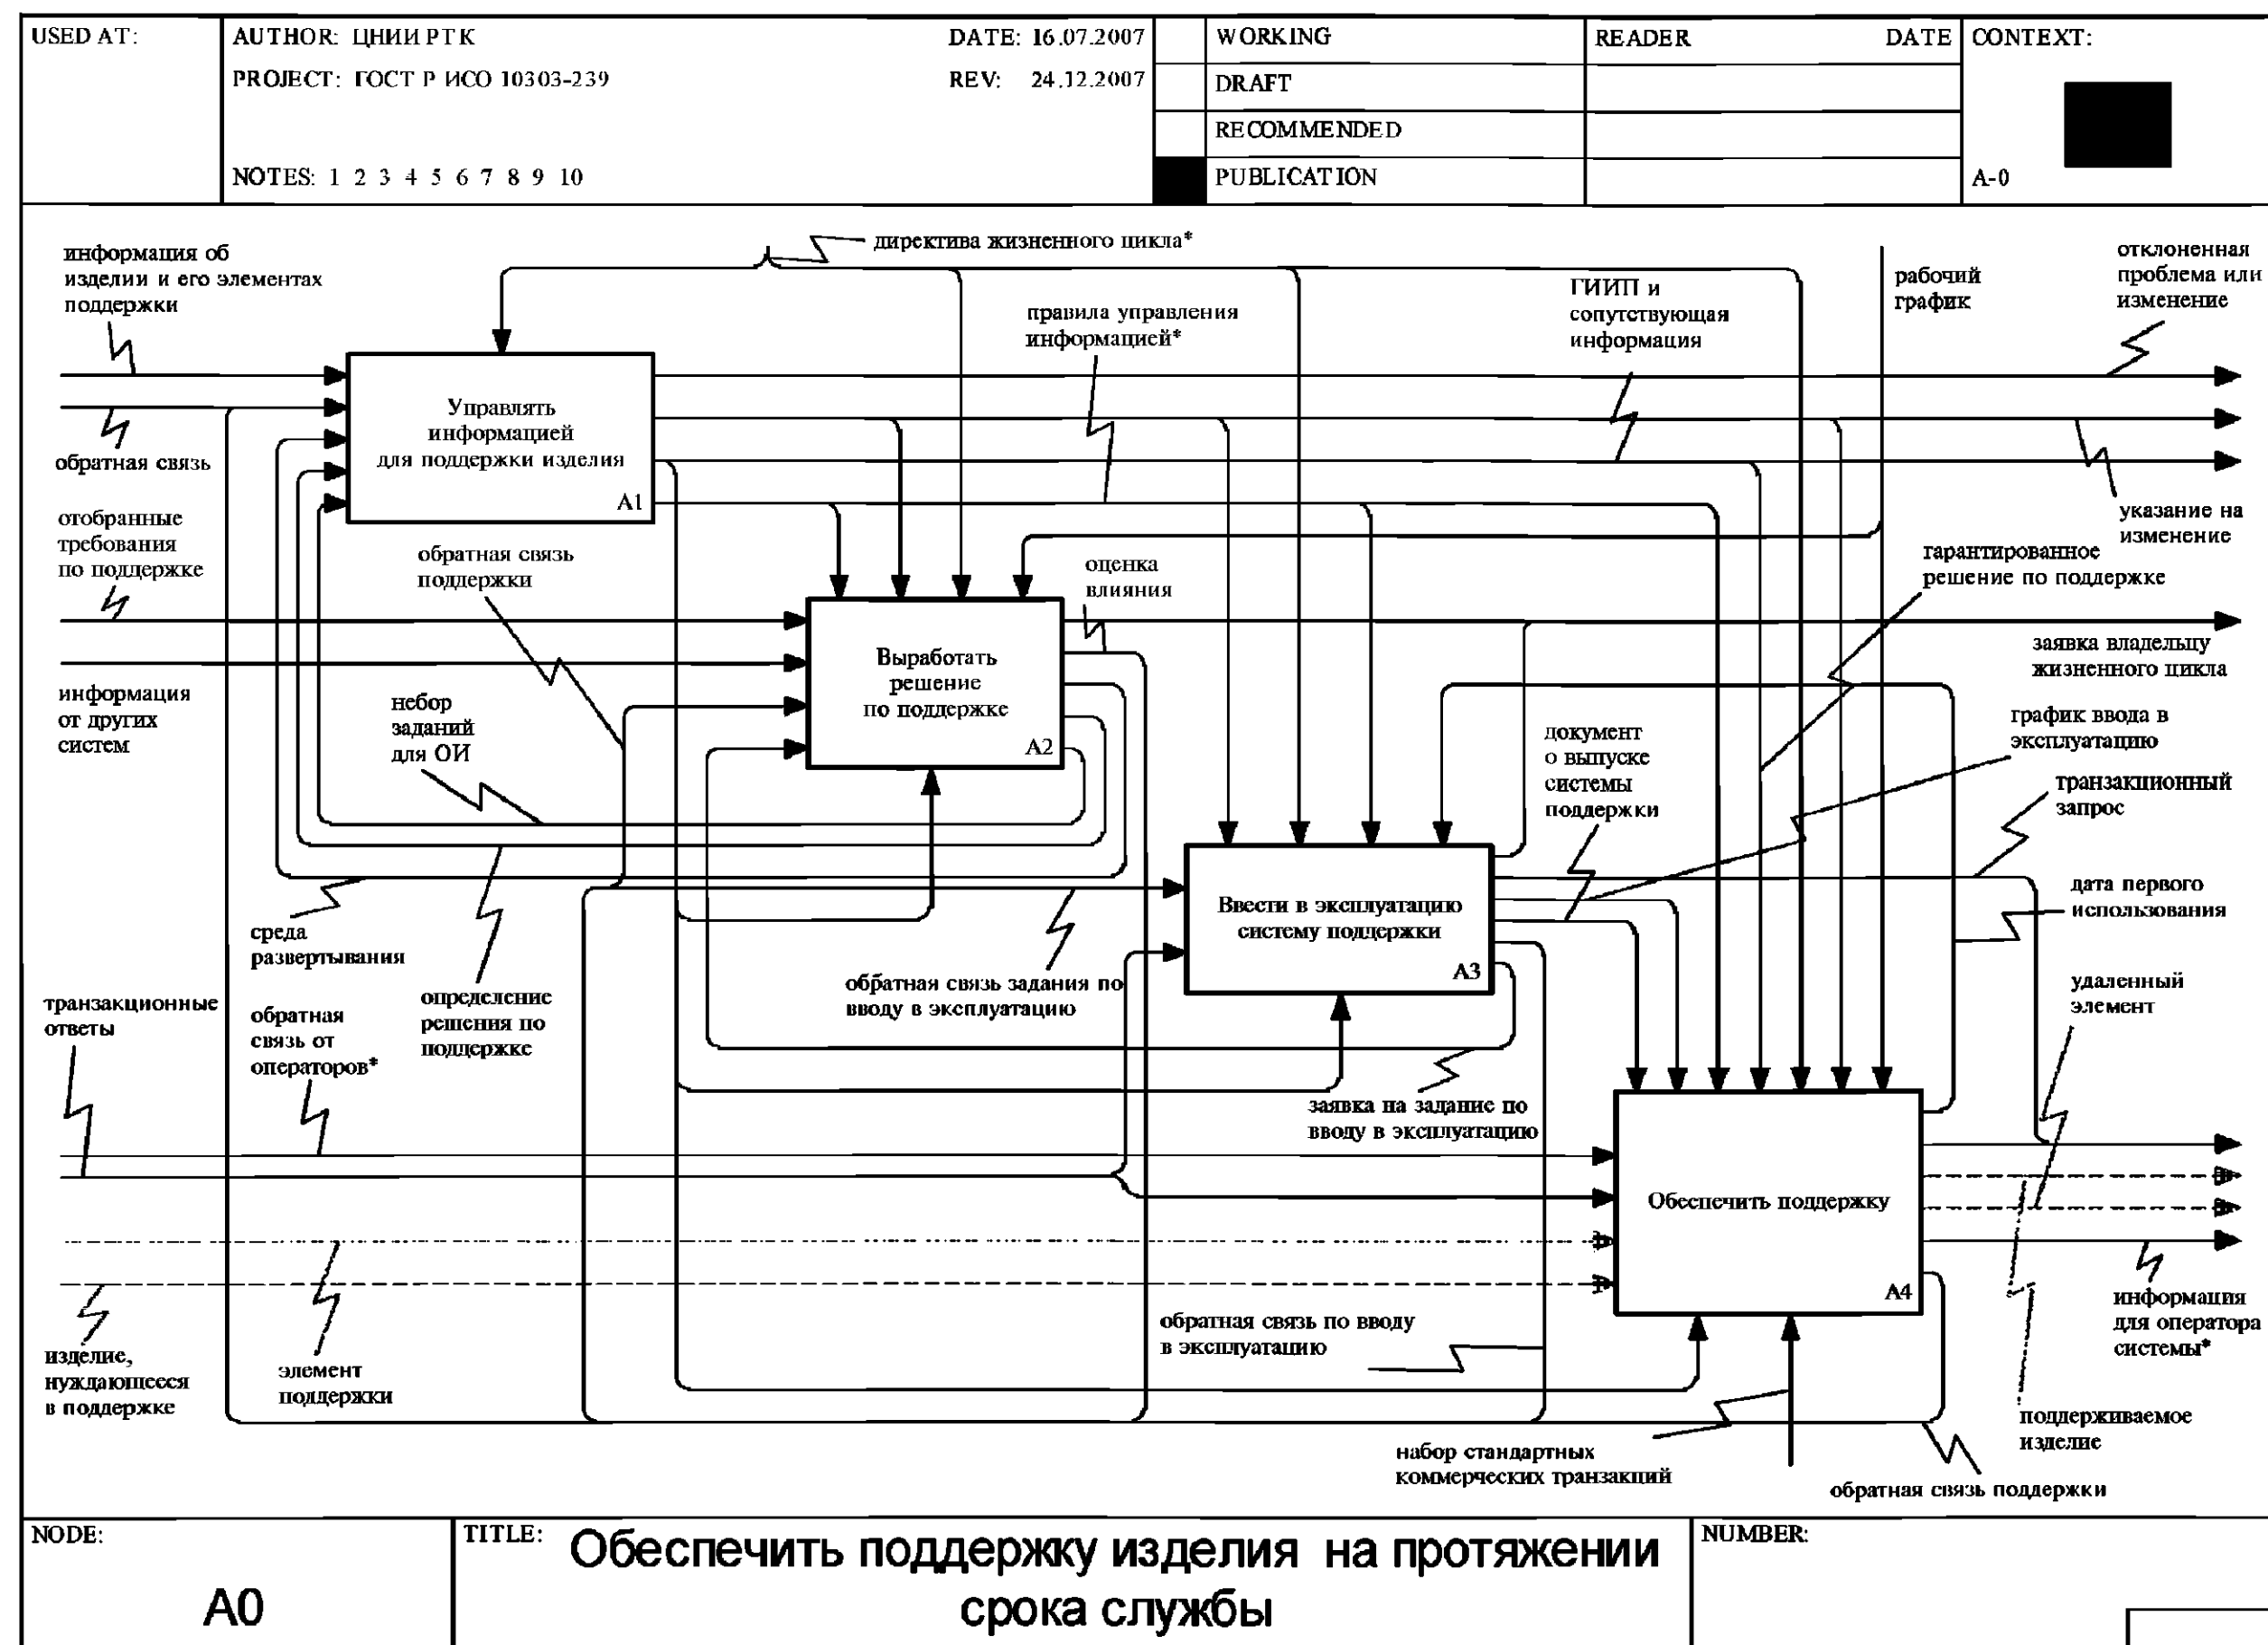 USED AT:
AUTHOR: ЦНИИ РТК
DATE: 16.07.2007
PROJECT: ГОСТ Р ИСО 10303-239
REV: 24.12.2007
NOTES: 1 2 3 4 5 6 7 8 9 10
WORKING
DRAFT
RECOMMENDED
PUBLICATION
READER DATE
CONTEXT:
A-0
информация об
изделии и его элементах
поддержки
директива жизненного цикла*
правила управления
информацией*
ГИИП и
сопутствующая
информация
рабочий
график
отклоненная
проблема или
изменение
Управлять
информацией
для поддержки изделия
A1
обратная связь
отобранные
требования
по поддержке
обратная связь
поддержки
оценка
влияния
указание на
изменение
гарантированное
решение по поддержке
Выработать
решение
по поддержке
A2
заявка владельцу
жизненного цикла
информация
от других
систем
небор
заданий
для ОИ
документ
о выпуске
системы
поддержки
график ввода в
эксплуатацию
транзакционный
запрос
дата первого
использования
Ввести в эксплуатацию
систему поддержки
A3
среда
развертывания
определение
решения по
поддержке
обратная связь задания по
вводу в эксплуатацию
удаленный
элемент
транзакционные
ответы
обратная
связь от
операторов*
заявка на задание по
вводу в эксплуатацию
Обеспечить поддержку
A4
изделие,
нуждающееся
в поддержке
элемент
поддержки
обратная связь по вводу
в эксплуатацию
информация
для оператора
системы*
поддерживаемое
изделие
набор стандартных
коммерческих транзакций
обратная связь поддержки
NODE:
A0
TITLE:
Обеспечить поддержку изделия на протяжении
срока службы
NUMBER: